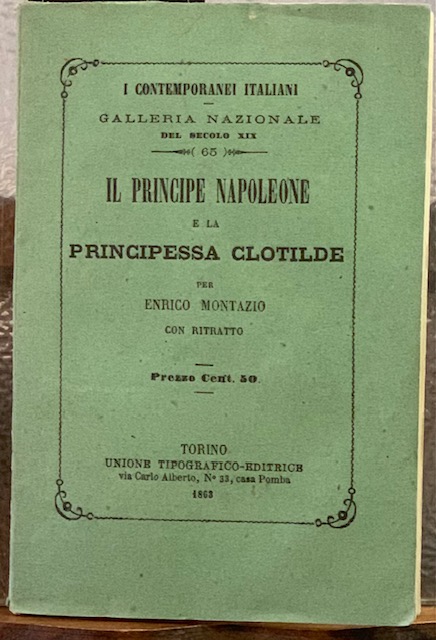 I CONTEMPORANEI ITALIANI
GALLERIA NAZIONALE
DEL SECOLO XIX
( 65 )
IL PRINCIPE NAPOLEONE
E LA
PRINCIPESSA CLOTILDE
PER
ENRICO MONTAZIO
CON RITRATTO
Prezzo Cent. 50
TORINO
UNIONE TIPOGRAFICO-EDITRICE
via Carlo Alberto, N° 33, casa Pomba
1863